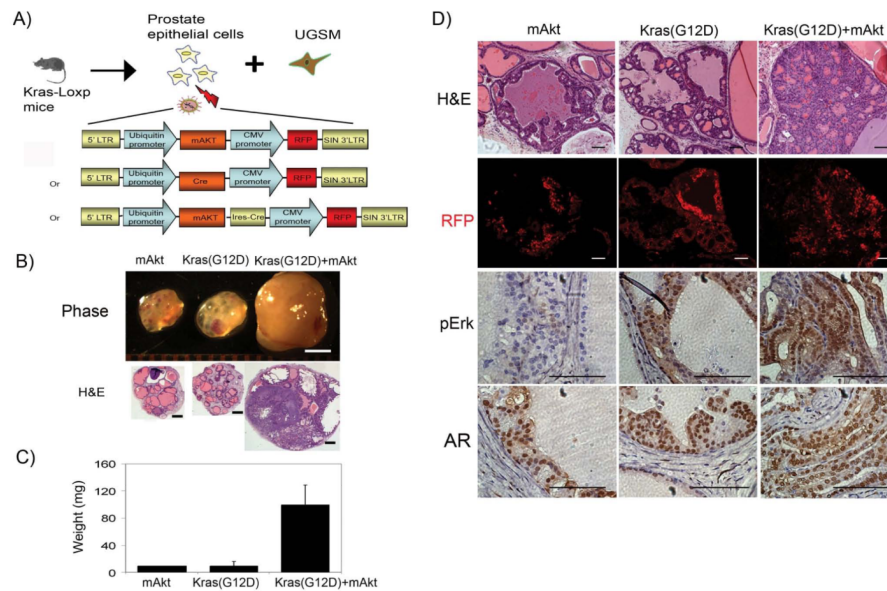 A)
Prostate
epithelial cells
UGSM
Kras-Loxp
mice
5' LTR Ubiquitin promoter mAKT CMV promoter RFP SIN 3'LTR
Or 5' LTR Ubiquitin promoter Cre CMV promoter RFP SIN 3'LTR
Or 5' LTR Ubiquitin promoter mAKT Ires-Cre CMV promoter RFP SIN 3'LTR
B)
mAkt Kras(G12D) Kras(G12D)+mAkt
Phase
H&E
C)
Weight (mg)
160
120
80
40
0
mAkt Kras(G12D) Kras(G12D)+mAkt
D)
mAkt Kras(G12D) Kras(G12D)+mAkt
H&E
RFP
pErk
AR